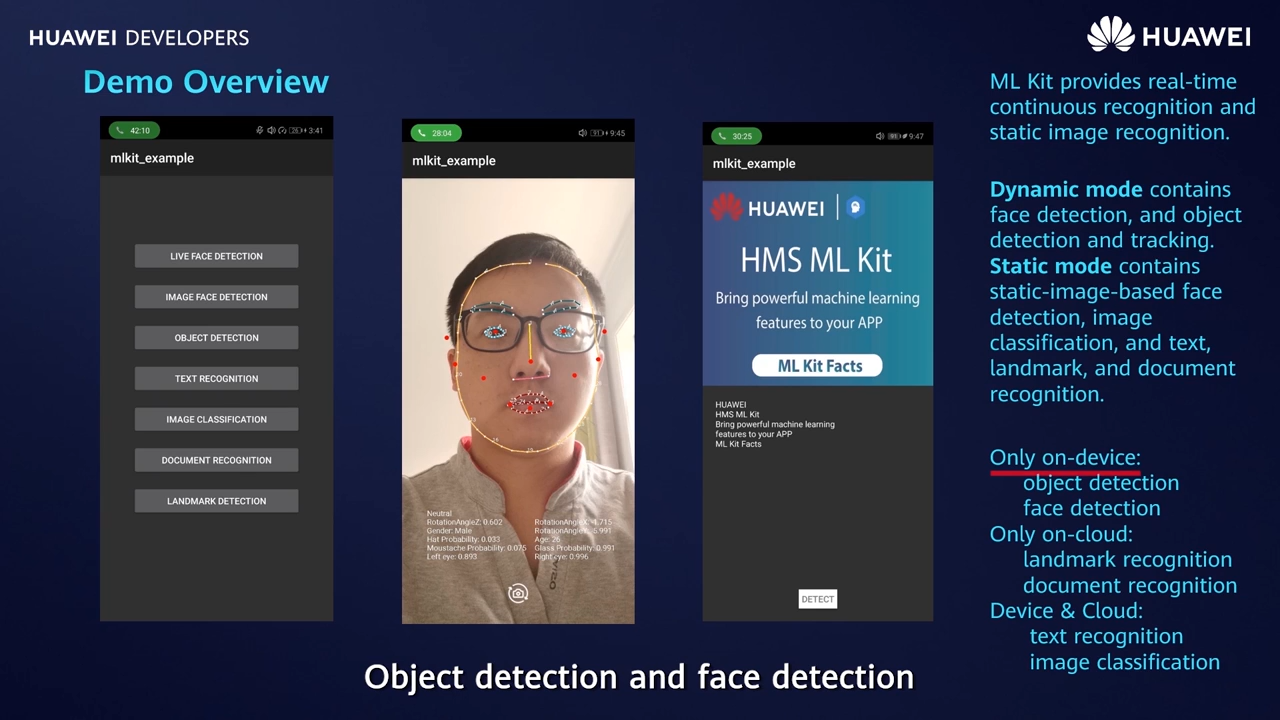 HUAWEI DEVELOPERS
HUAWEI
Demo Overview
42:10
28 3:41
mlkit_example
LIVE FACE DETECTION
IMAGE FACE DETECTION
OBJECT DETECTION
TEXT RECOGNITION
IMAGE CLASSIFICATION
DOCUMENT RECOGNITION
LANDMARK DETECTION
28:04
91 9:45
mlkit_example
Neutral
RotationAngleZ: 0.602
Gender: Male
Hat Probability: 0.033
Moustache Probability: 0.075
Left eye: 0.893
Age: 26
Glass Probability: 0.991
Right eye: 0.996
30:25
91 9:47
mlkit_example
HUAWEI
HMS ML Kit
Bring powerful machine learning
features to your APP
ML Kit Facts
HUAWEI
HMS ML Kit
Bring powerful machine learning
features to your APP
ML Kit Facts
DETECT
ML Kit provides real-time
continuous recognition and
static image recognition.
Dynamic mode contains
face detection, and object
detection and tracking.
Static mode contains
static-image-based face
detection, image
classification, and text,
landmark, and document
recognition.
Only on-device:
object detection
face detection
Only on-cloud:
landmark recognition
document recognition
Device & Cloud:
text recognition
image classification
Object detection and face detection